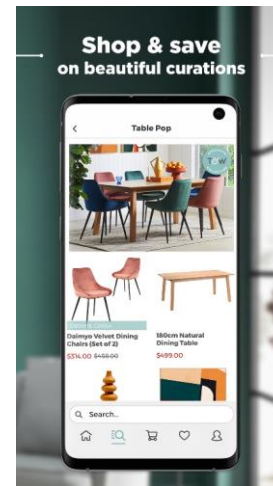 Shop & save
on beautiful curations
Table Pop
Daimyo Velvet Dining
Chairs (Set of 2)
$314.00 $458.00
180cm Natural
Dining Table
$499.00
Search..